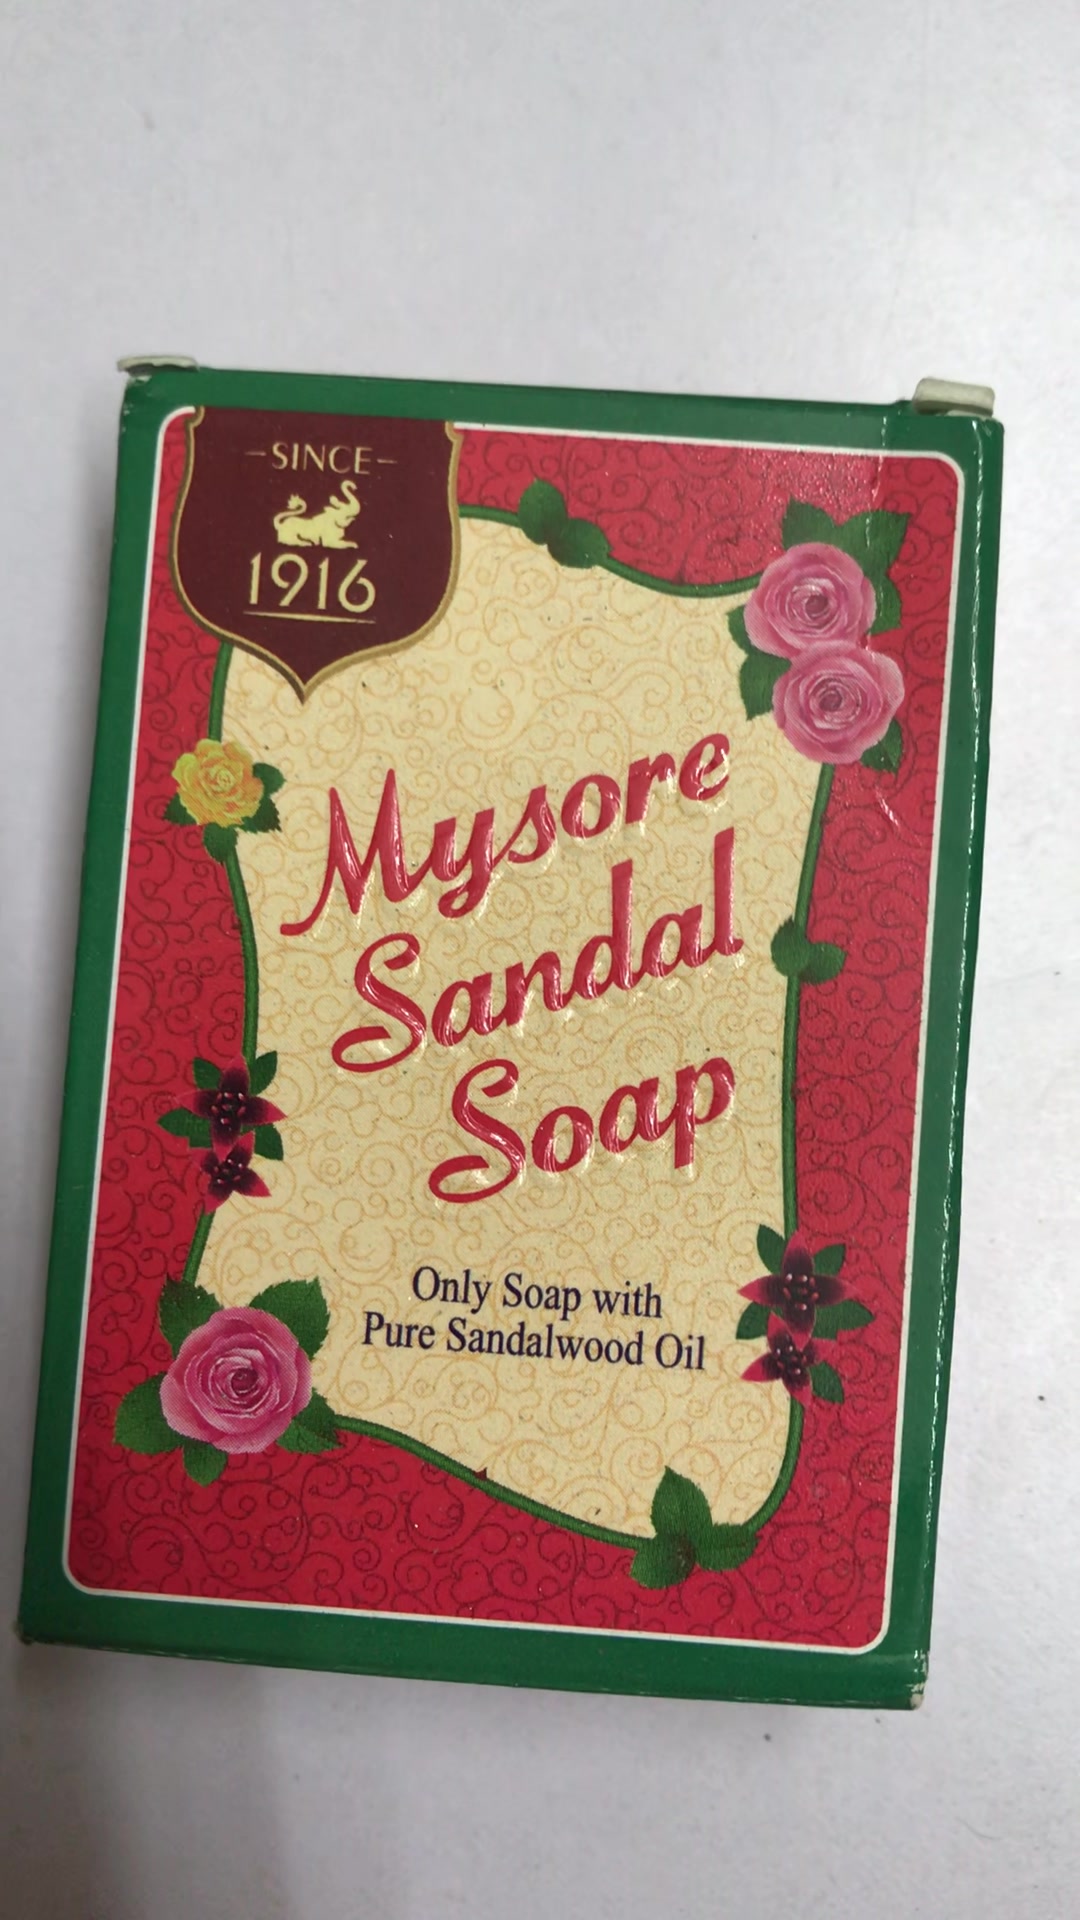 -SINCE-
1916
Mysore
Sandal
Soap
Only Soap with
Pure Sandalwood Oil